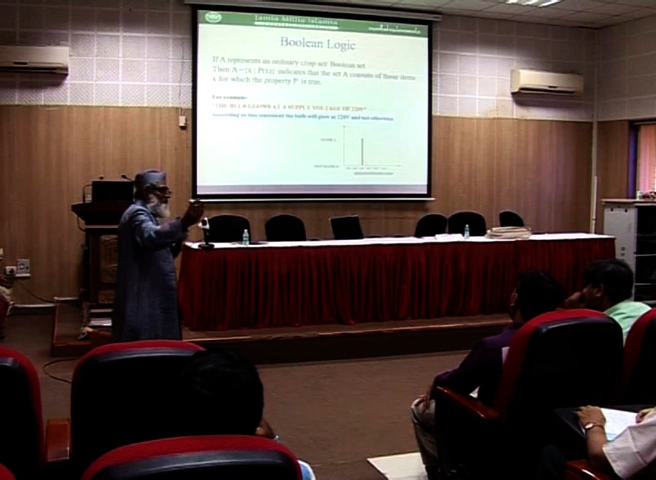 Jamia Millia Islamia
Boolean Logic
If A represents an ordinary crisp set/ Boolean set
Then A={x | P(x)} indicates that the set A consists of those items
x for which the property P is true.
For example:
"THE BULB GLOWS AT A SUPPLY VOLTAGE OF 220V"
According to this statement the bulb will glow at 220V and not otherwise.